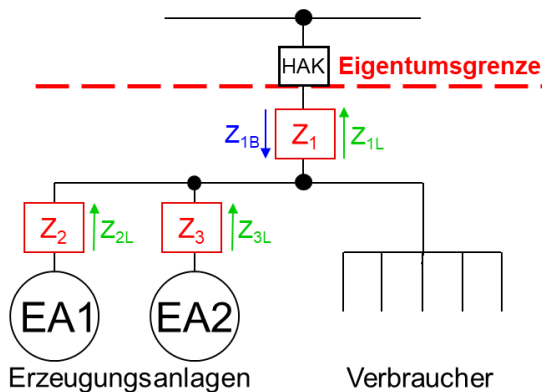 HAK Eigentumsgrenze
Z1B Z1 Z1L
Z2 Z2L Z3 Z3L
EA1 EA2
Erzeugungsanlagen Verbraucher